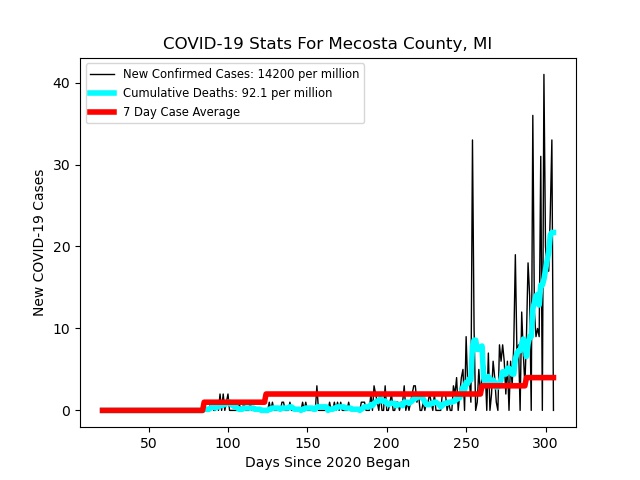 COVID-19 Stats For Mecosta County, MI
New Confirmed Cases: 14200 per million
Cumulative Deaths: 92.1 per million
7 Day Case Average
New COVID-19 Cases
40
30
20
10
0
50 100 150 200 250 300
Days Since 2020 Began